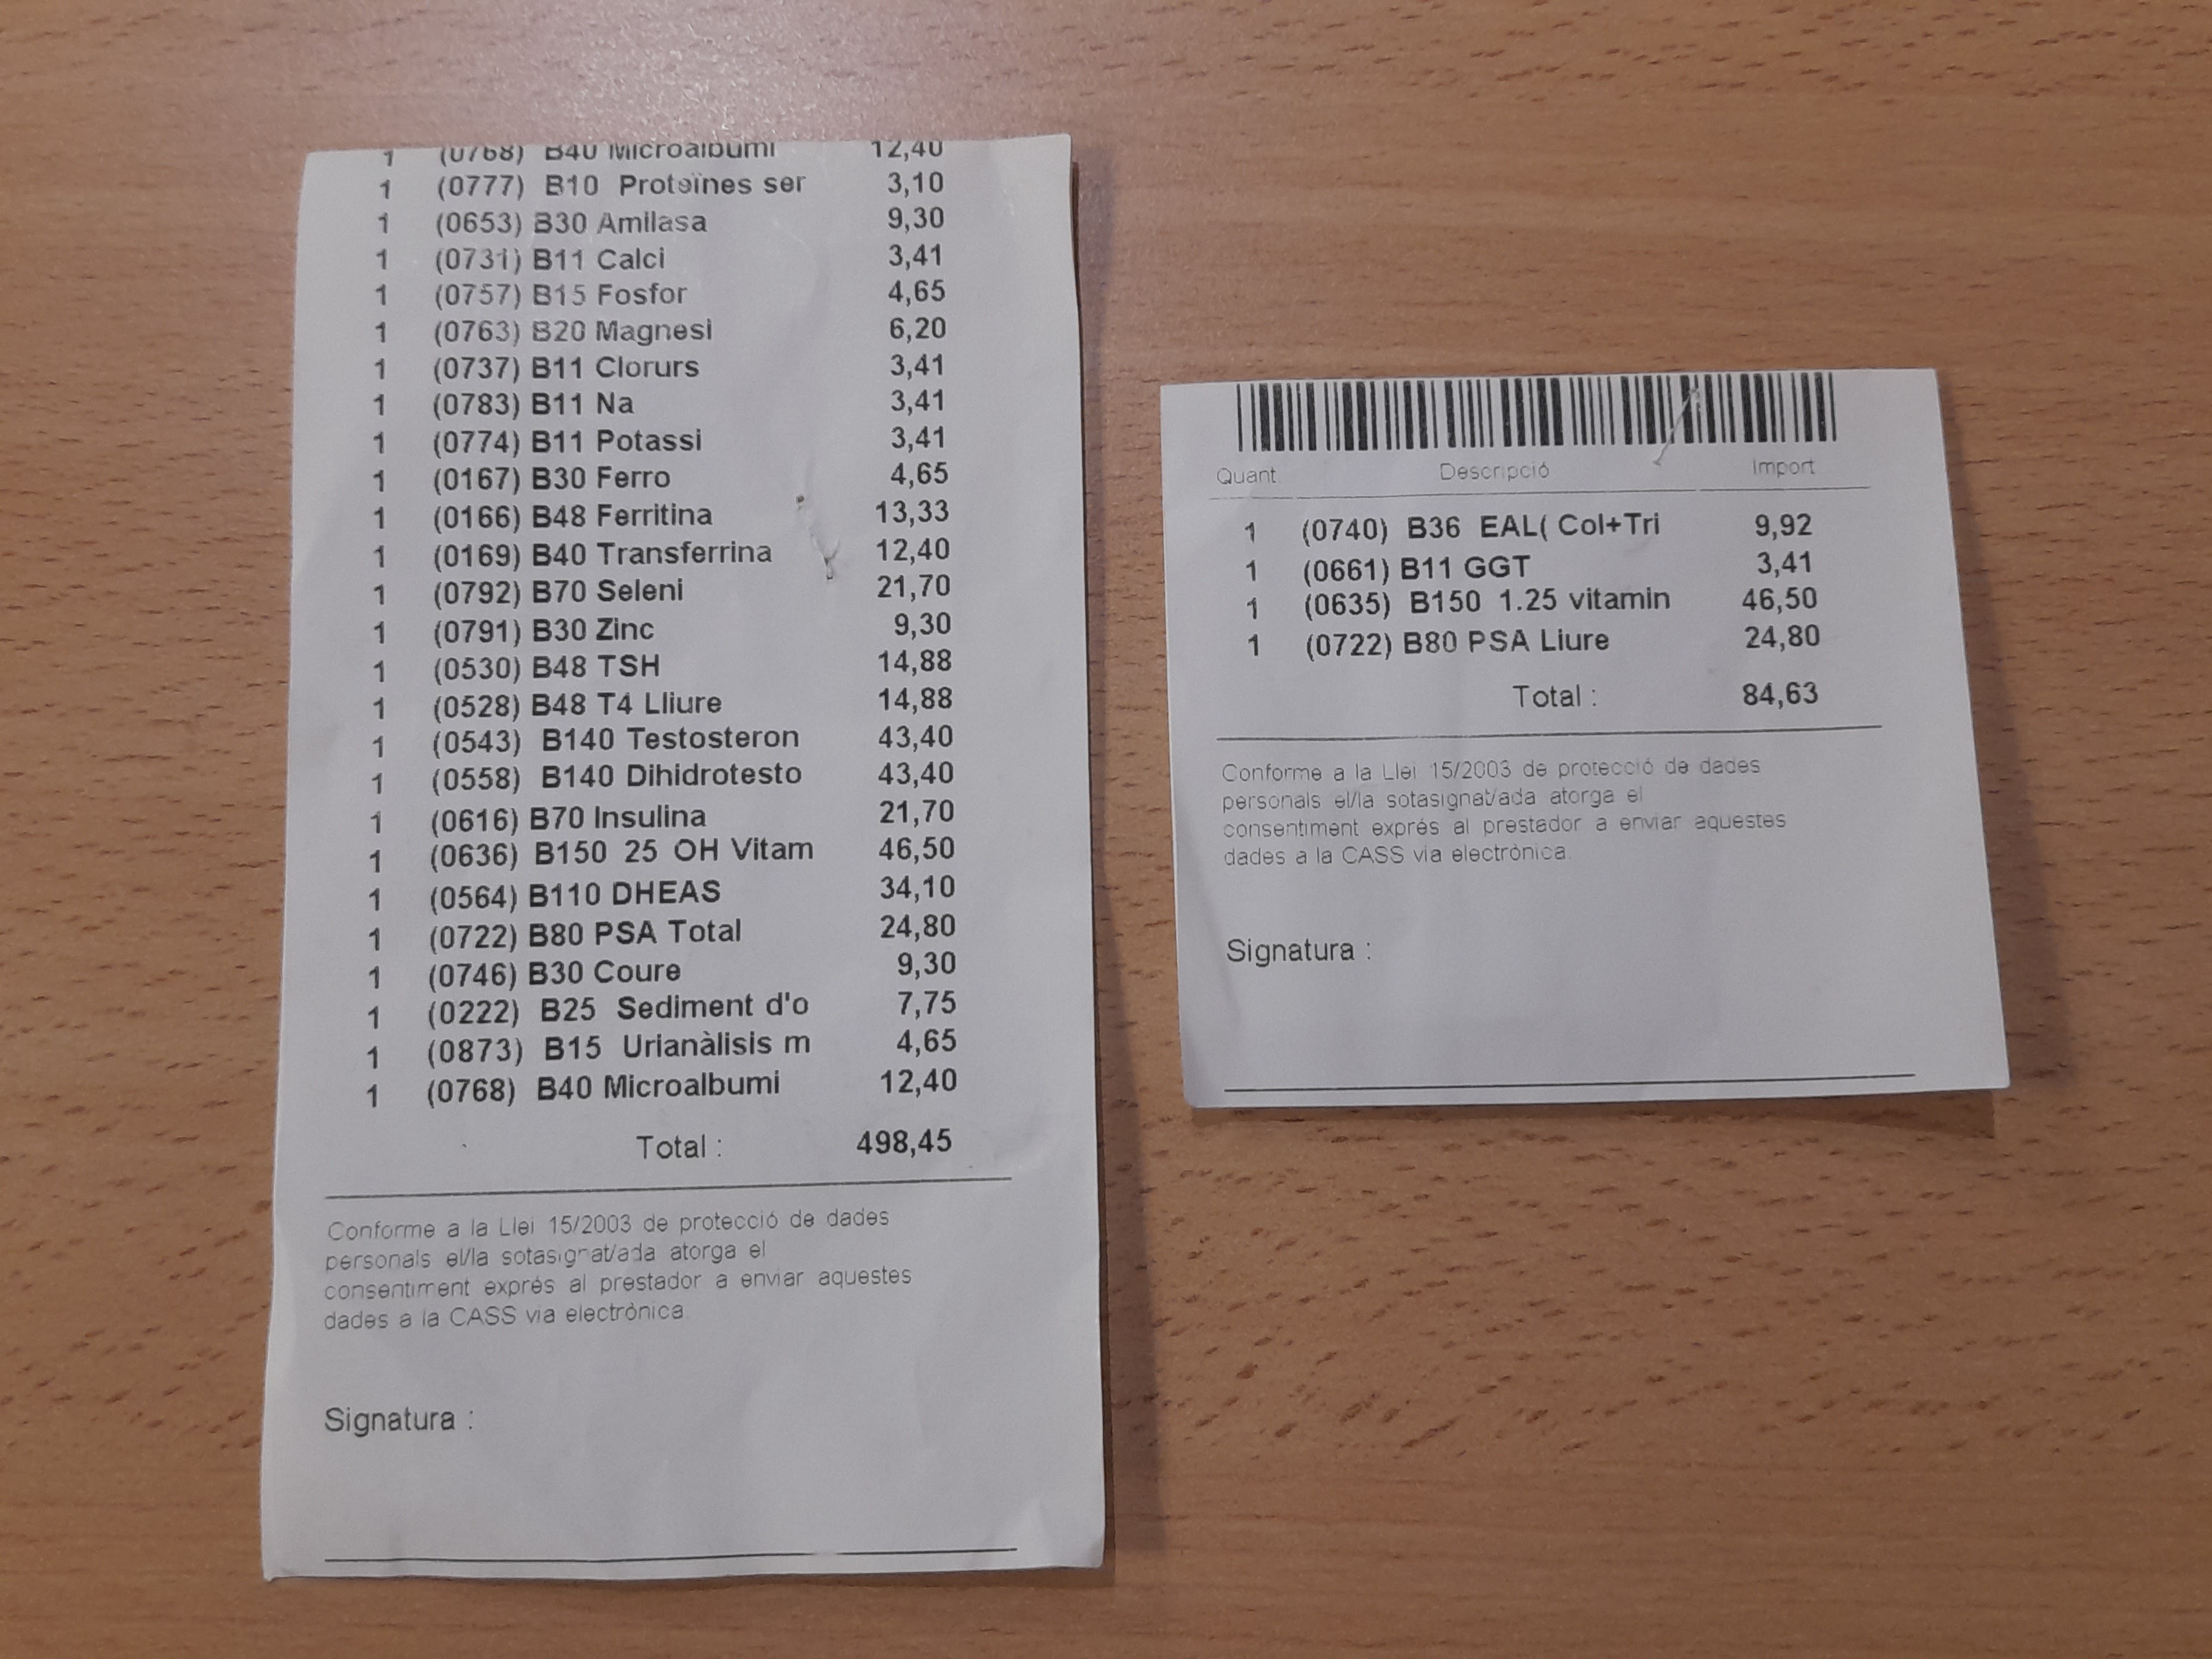 1 (0768) B40 Microalbumi 12,40
1 (0777) B10 Proteïnes ser 3,10
1 (0653) B30 Amilasa 9,30
1 (0731) B11 Calci 3,41
1 (0757) B15 Fosfor 4,65
1 (0763) B20 Magnesi 6,20
1 (0737) B11 Clorurs 3,41
1 (0783) B11 Na 3,41
1 (0774) B11 Potassi 3,41
1 (0167) B30 Ferro 4,65
1 (0166) B48 Ferritina 13,33
1 (0169) B40 Transferrina 12,40
1 (0792) B70 Seleni 21,70
1 (0791) B30 Zinc 9,30
1 (0530) B48 TSH 14,88
1 (0528) B48 T4 Lliure 14,88
1 (0543) B140 Testosteron 43,40
1 (0558) B140 Dihidrotesto 43,40
1 (0616) B70 Insulina 21,70
1 (0636) B150 25 OH Vitam 46,50
1 (0564) B110 DHEAS 34,10
1 (0722) B80 PSA Total 24,80
1 (0746) B30 Coure 9,30
1 (0222) B25 Sediment d'o 7,75
1 (0873) B15 Urianàlisis m 4,65
1 (0768) B40 Microalbumi 12,40
Total : 498,45
Conforme a la Llei 15/2003 de protecció de dades
personals el/la sotasignat/ada atorga el
consentiment exprés al prestador a enviar aquestes
dades a la CASS via electrònica.
Signatura :
Quant Descripció Import
1 (0740) B36 EAL( Col+Tri 9,92
1 (0661) B11 GGT 3,41
1 (0635) B150 1.25 vitamin 46,50
1 (0722) B80 PSA Lliure 24,80
Total : 84,63
Conforme a la Llei 15/2003 de protecció de dades
personals el/la sotasignat/ada atorga el
consentiment exprés al prestador a enviar aquestes
dades a la CASS via electrònica.
Signatura :